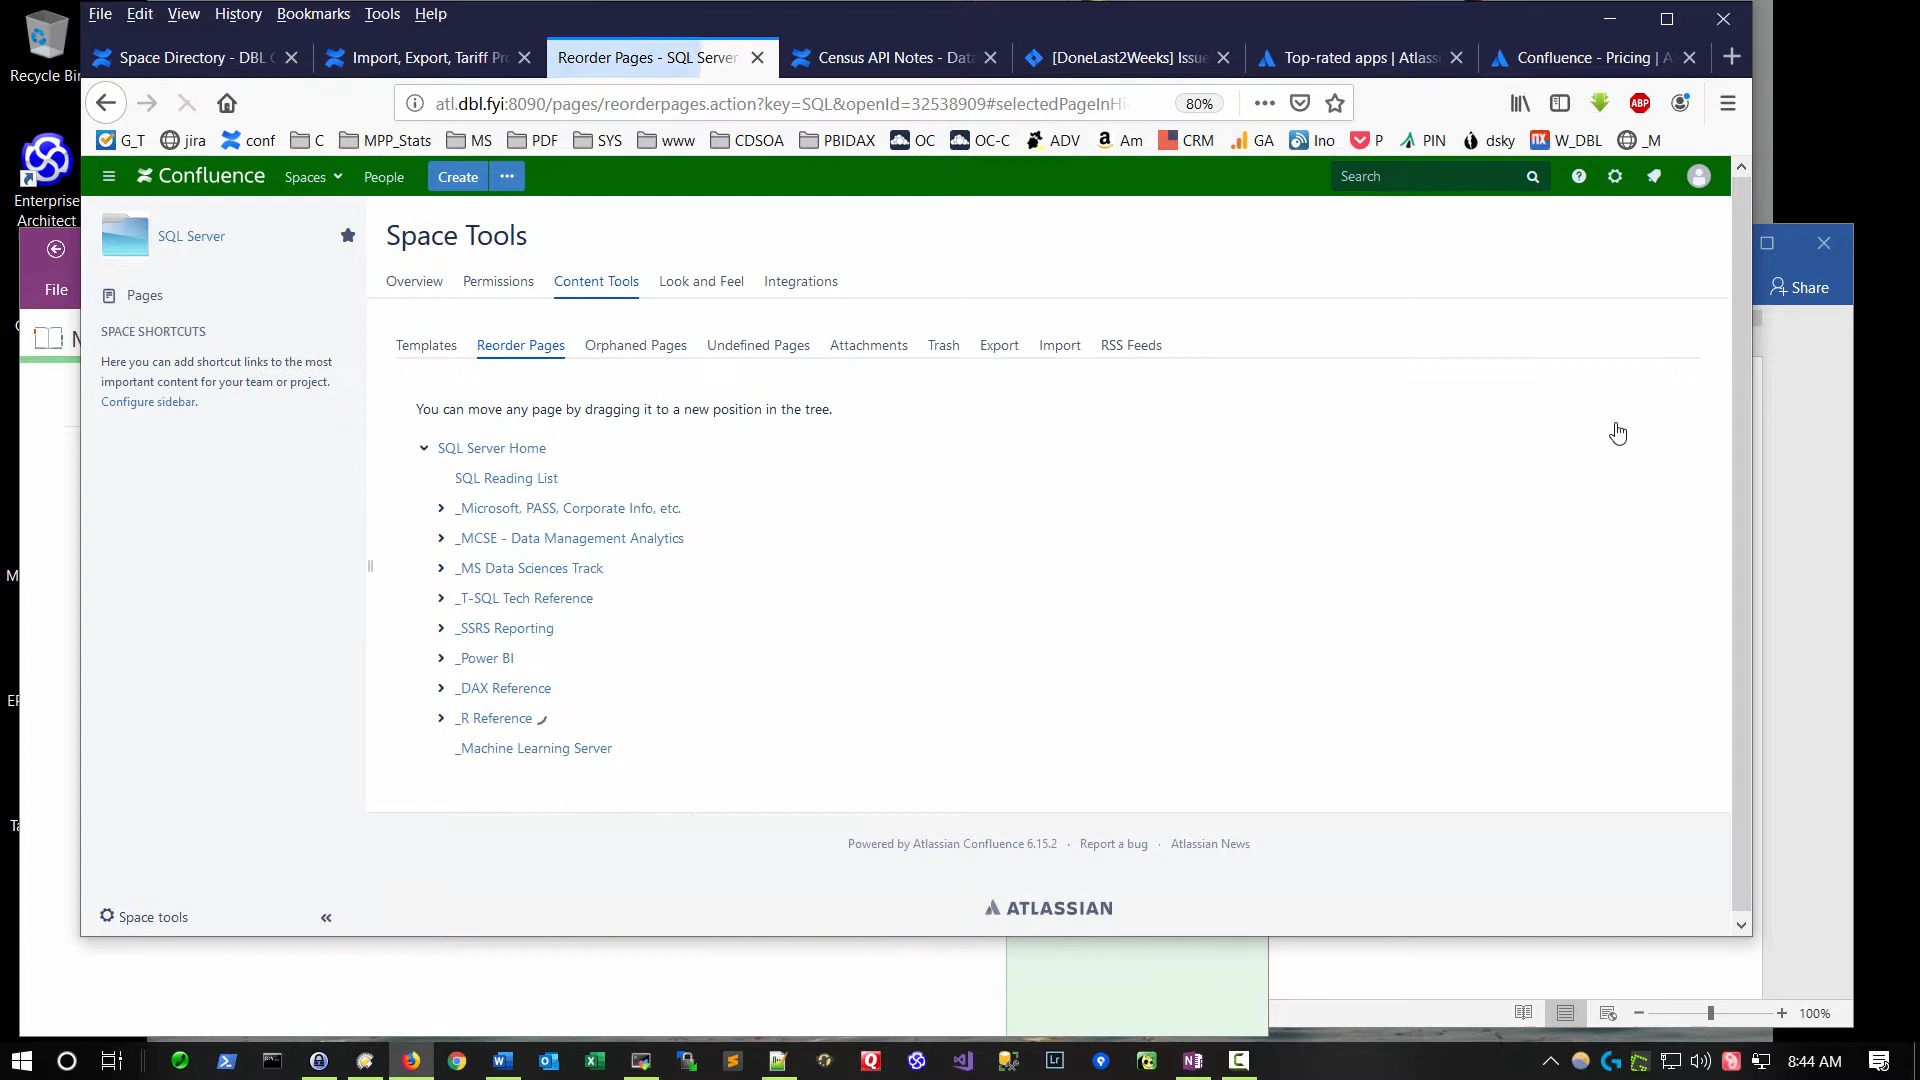 File Edit View History Bookmarks Tools Help
Recycle Bin
Space Directory - DBL
Import, Export, Tariff Pr
Reorder Pages - SQL Server
Census API Notes - Data
[DoneLast2Weeks] Issue
Top-rated apps | Atlassi
Confluence - Pricing | A
atl.dbl.fyi:8090/pages/reorderpages.action?key=SQL&openId=32538909#selectedPageInHi
80%
G_T jira conf C MPP_Stats MS PDF SYS www CDSOA PBIDAX OC OC-C ADV Am CRM GA Ino P PIN dsky W_DBL _M
ABP
Confluence Spaces People Create
Search
Enterprise
Architect
SQL Server
Pages
SPACE SHORTCUTS
Here you can add shortcut links to the most
important content for your team or project.
Configure sidebar.
Space Tools
Overview Permissions Content Tools Look and Feel Integrations
Templates Reorder Pages Orphaned Pages Undefined Pages Attachments Trash Export Import RSS Feeds
You can move any page by dragging it to a new position in the tree.
SQL Server Home
SQL Reading List
_Microsoft, PASS, Corporate Info, etc.
_MCSE - Data Management Analytics
_MS Data Sciences Track
_T-SQL Tech Reference
_SSRS Reporting
_Power BI
_DAX Reference
_R Reference
_Machine Learning Server
Powered by Atlassian Confluence 6.15.2 · Report a bug · Atlassian News
ATLASSIAN
Space tools
File
Share
100%
8:44 AM